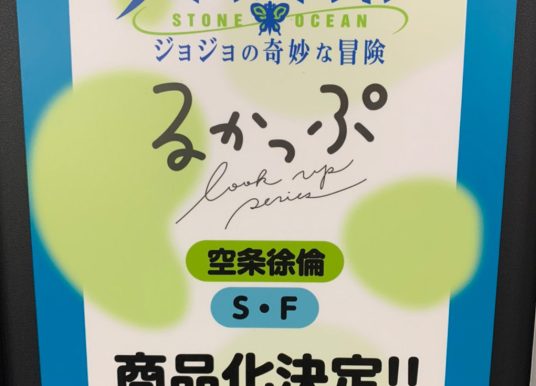 STONE OCEAN
ジョジョの奇妙な冒険
るかっぷ
look up
series
空条徐倫
S・F
商品化決定!!